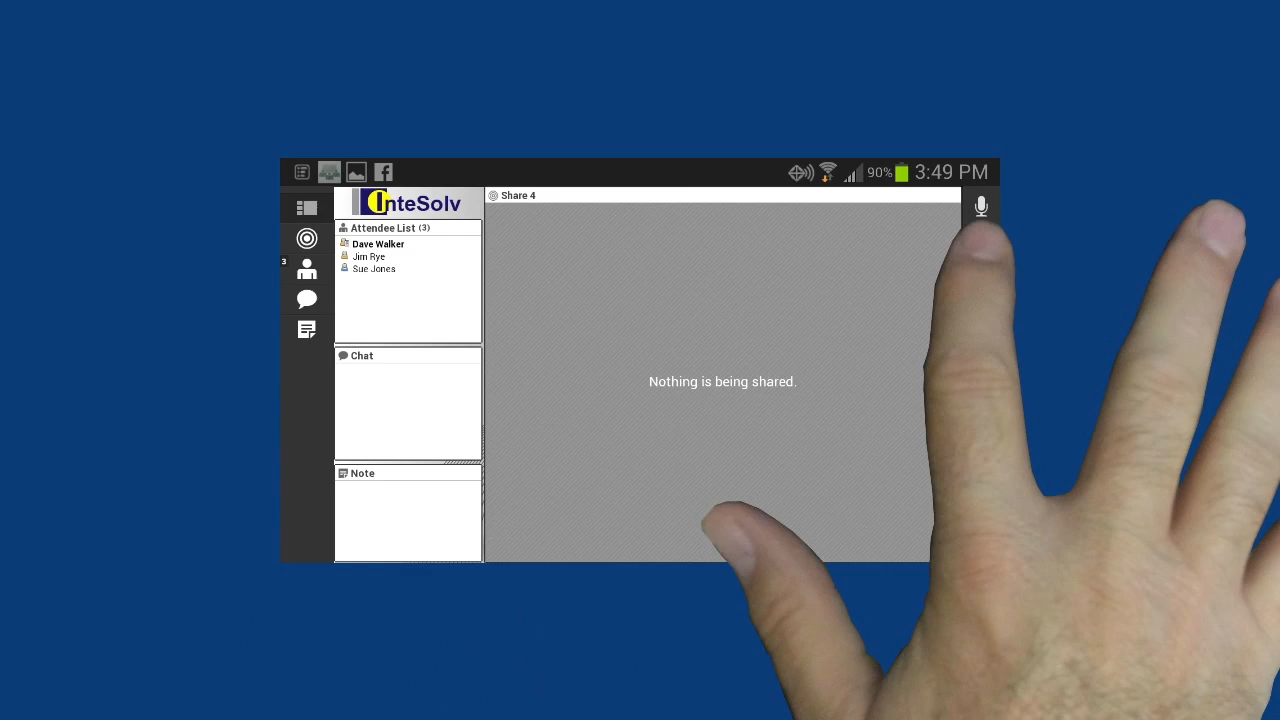 90% 3:49 PM
InteSolv
Share 4
Attendee List (3)
Dave Walker
Jim Rye
Sue Jones
3
Nothing is being shared.
Chat
Note